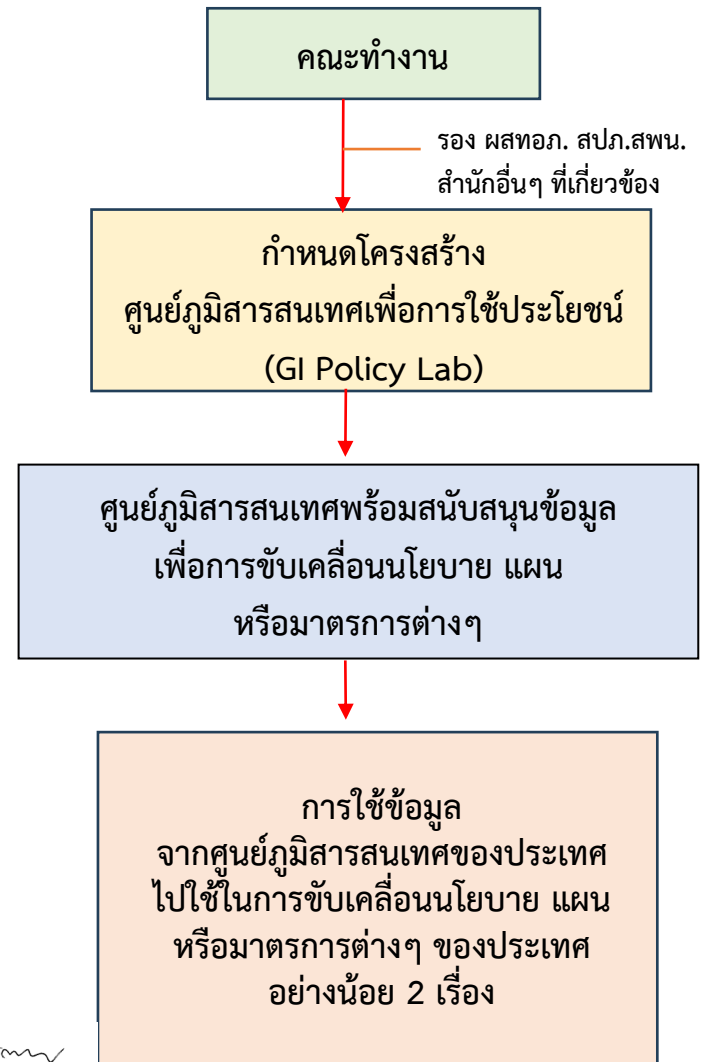 คณะทำงาน
รอง ผสทอภ. สปภ.สพน.
สำนักอื่นๆ ที่เกี่ยวข้อง
กำหนดโครงสร้าง
ศูนย์ภูมิสารสนเทศเพื่อการใช้ประโยชน์
(GI Policy Lab)
ศูนย์ภูมิสารสนเทศพร้อมสนับสนุนข้อมูล
เพื่อการขับเคลื่อนนโยบาย แผน
หรือมาตรการต่างๆ
การใช้ข้อมูล
จากศูนย์ภูมิสารสนเทศของประเทศ
ไปใช้ในการขับเคลื่อนนโยบาย แผน
หรือมาตรการต่างๆ ของประเทศ
อย่างน้อย 2 เรื่อง